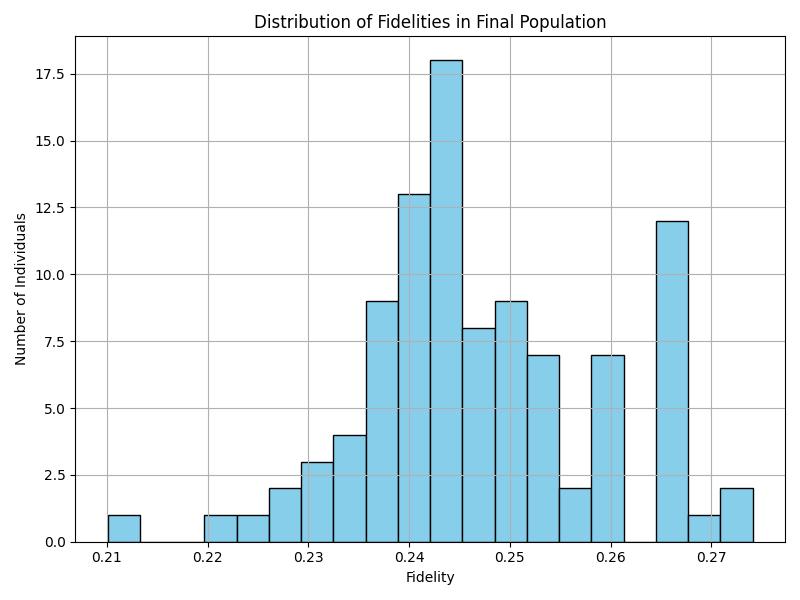 Distribution of Fidelities in Final Population
17.5
15.0
12.5
10.0
7.5
5.0
2.5
0.0
Number of Individuals
0.21 0.22 0.23 0.24 0.25 0.26 0.27
Fidelity